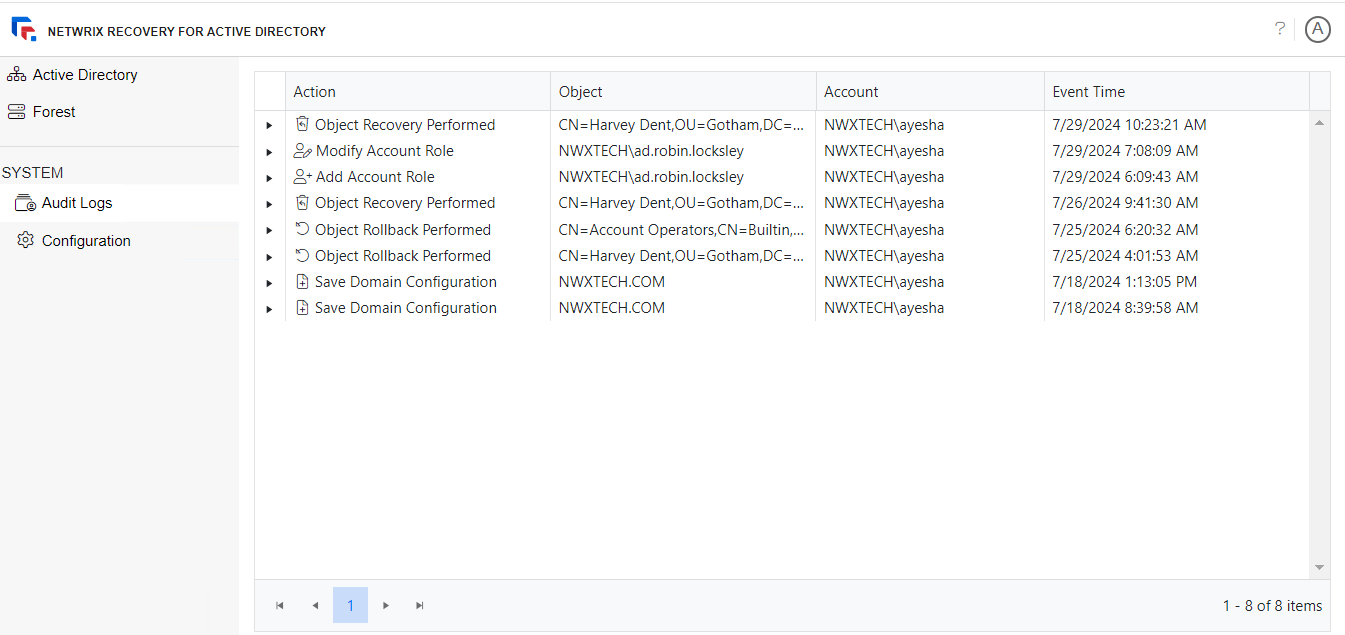 NETWRIX RECOVERY FOR ACTIVE DIRECTORY
? A
Active Directory
Forest
SYSTEM
Audit Logs
Configuration
Action Object Account Event Time
Object Recovery Performed CN=Harvey Dent,OU=Gotham,DC=... NWXTECH\ayesha 7/29/2024 10:23:21 AM
Modify Account Role NWXTECH\ad.robin.locksley NWXTECH\ayesha 7/29/2024 7:08:09 AM
Add Account Role NWXTECH\ad.robin.locksley NWXTECH\ayesha 7/29/2024 6:09:43 AM
Object Recovery Performed CN=Harvey Dent,OU=Gotham,DC=... NWXTECH\ayesha 7/26/2024 9:41:30 AM
Object Rollback Performed CN=Account Operators,CN=Builtin,... NWXTECH\ayesha 7/25/2024 6:20:32 AM
Object Rollback Performed CN=Harvey Dent,OU=Gotham,DC=... NWXTECH\ayesha 7/25/2024 4:01:53 AM
Save Domain Configuration NWXTECH.COM NWXTECH\ayesha 7/18/2024 1:13:05 PM
Save Domain Configuration NWXTECH.COM NWXTECH\ayesha 7/18/2024 8:39:58 AM
1
1 - 8 of 8 items